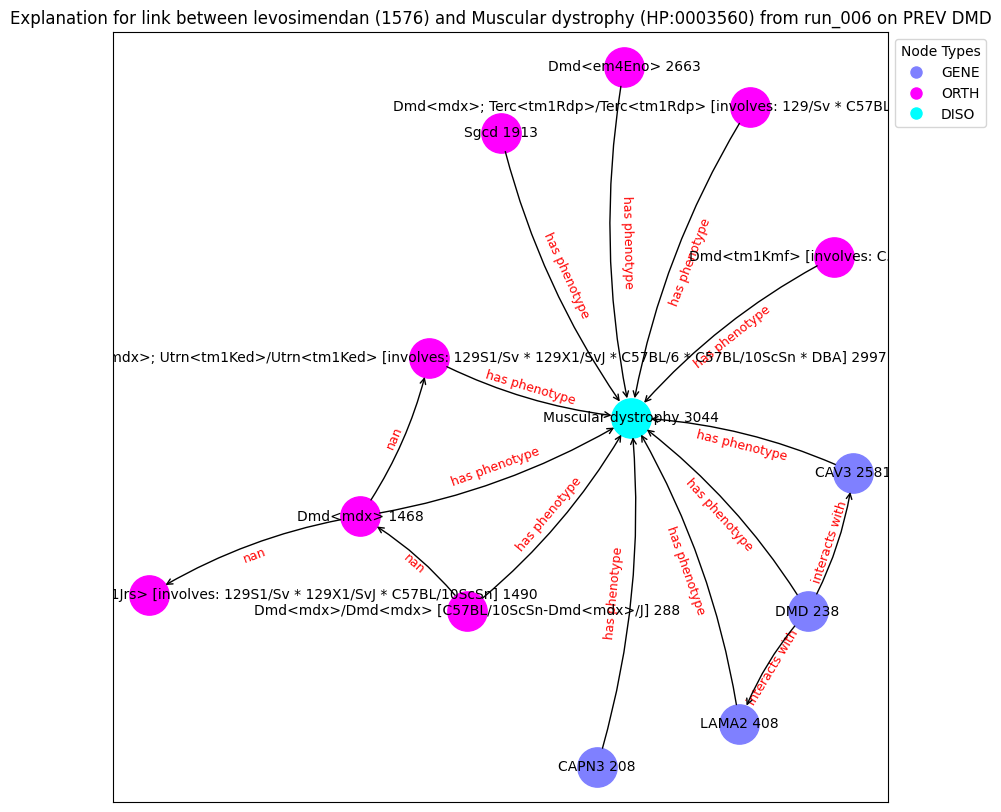 Explanation for link between levosimendan (1576) and Muscular dystrophy (HP:0003560) from run_006 on PREV DMD
Node Types
GENE
ORTH
DISO
Dmd<em4Eno> 2663
Dmd<mdx>; Terc<tm1Rdp>/Terc<tm1Rdp> [involves: 129/Sv * C57BL
Sgcd 1913
has phenotype
has phenotype
has phenotype
Dmd<tm1Kmf> [involves: C
has phenotype
mdx>; Utrn<tm1Ked>/Utrn<tm1Ked> [involves: 129S1/Sv * 129X1/SvJ * C57BL/6 * C57BL/10ScSn * DBA] 2997
has phenotype
Muscular dystrophy 3044
nan
has phenotype
has phenotype
CAV3 2581
has phenotype
has phenotype
Dmd<mdx> 1468
nan
nan
has phenotype
has phenotype
interacts with
1Jrs> [involves: 129S1/Sv * 129X1/SvJ * C57BL/10ScSn] 1490
Dmd<mdx>/Dmd<mdx> [C57BL/10ScSn-Dmd<mdx>/J] 288
DMD 238
interacts with
LAMA2 408
CAPN3 208